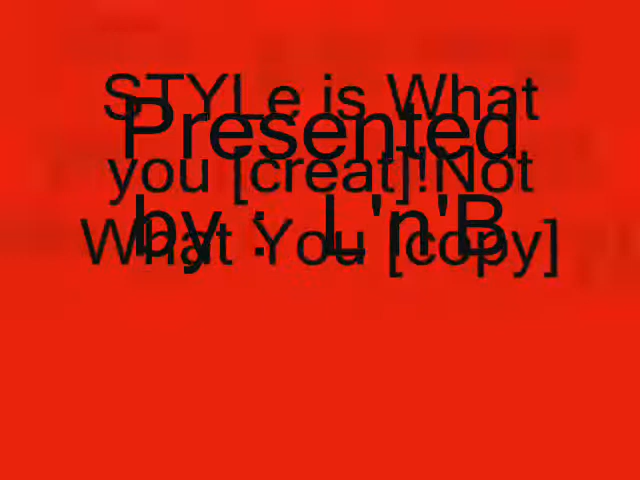 STYLe is What
Presented
you [creat]!Not
by : L'n'B
What You [copy]